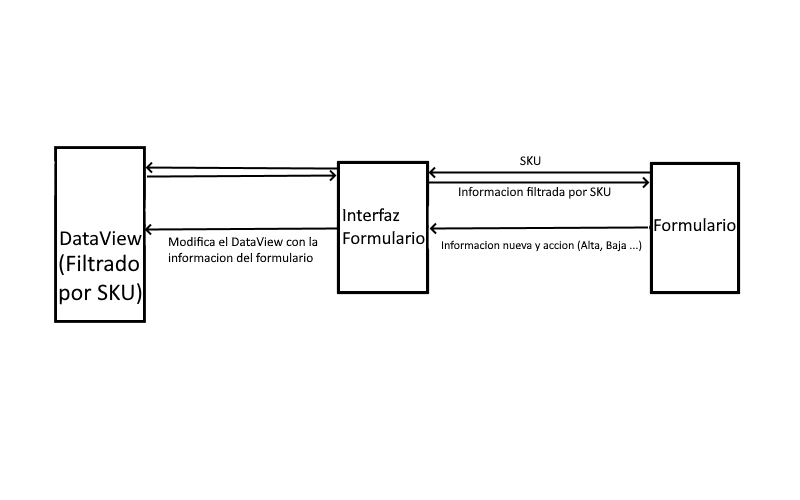 SKU
Informacion filtrada por SKU
Interfaz
Formulario
Formulario
DataView
(Filtrado
por SKU)
Modifica el DataView con la
informacion del formulario
Informacion nueva y accion (Alta, Baja ...)